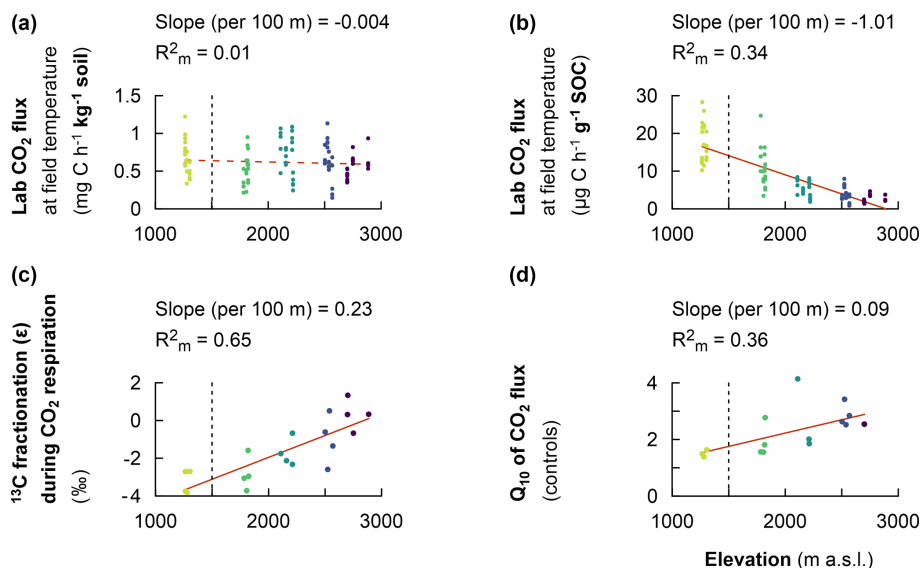 (a)
Slope (per 100 m) = -0.004
R²m = 0.01
Lab CO₂ flux
at field temperature
(mg C h⁻¹ kg⁻¹ soil)
1.5
1
0.5
0
1000 2000 3000
(b)
Slope (per 100 m) = -1.01
R²m = 0.34
Lab CO₂ flux
at field temperature
(µg C h⁻¹ g⁻¹ SOC)
30
20
10
0
1000 2000 3000
(c)
Slope (per 100 m) = 0.23
R²m = 0.65
¹³C fractionation (ε)
during CO₂ respiration
(‰)
2
0
-2
-4
1000 2000 3000
(d)
Slope (per 100 m) = 0.09
R²m = 0.36
Q₁₀ of CO₂ flux
(controls)
4
2
0
1000 2000 3000
Elevation (m a.s.l.)